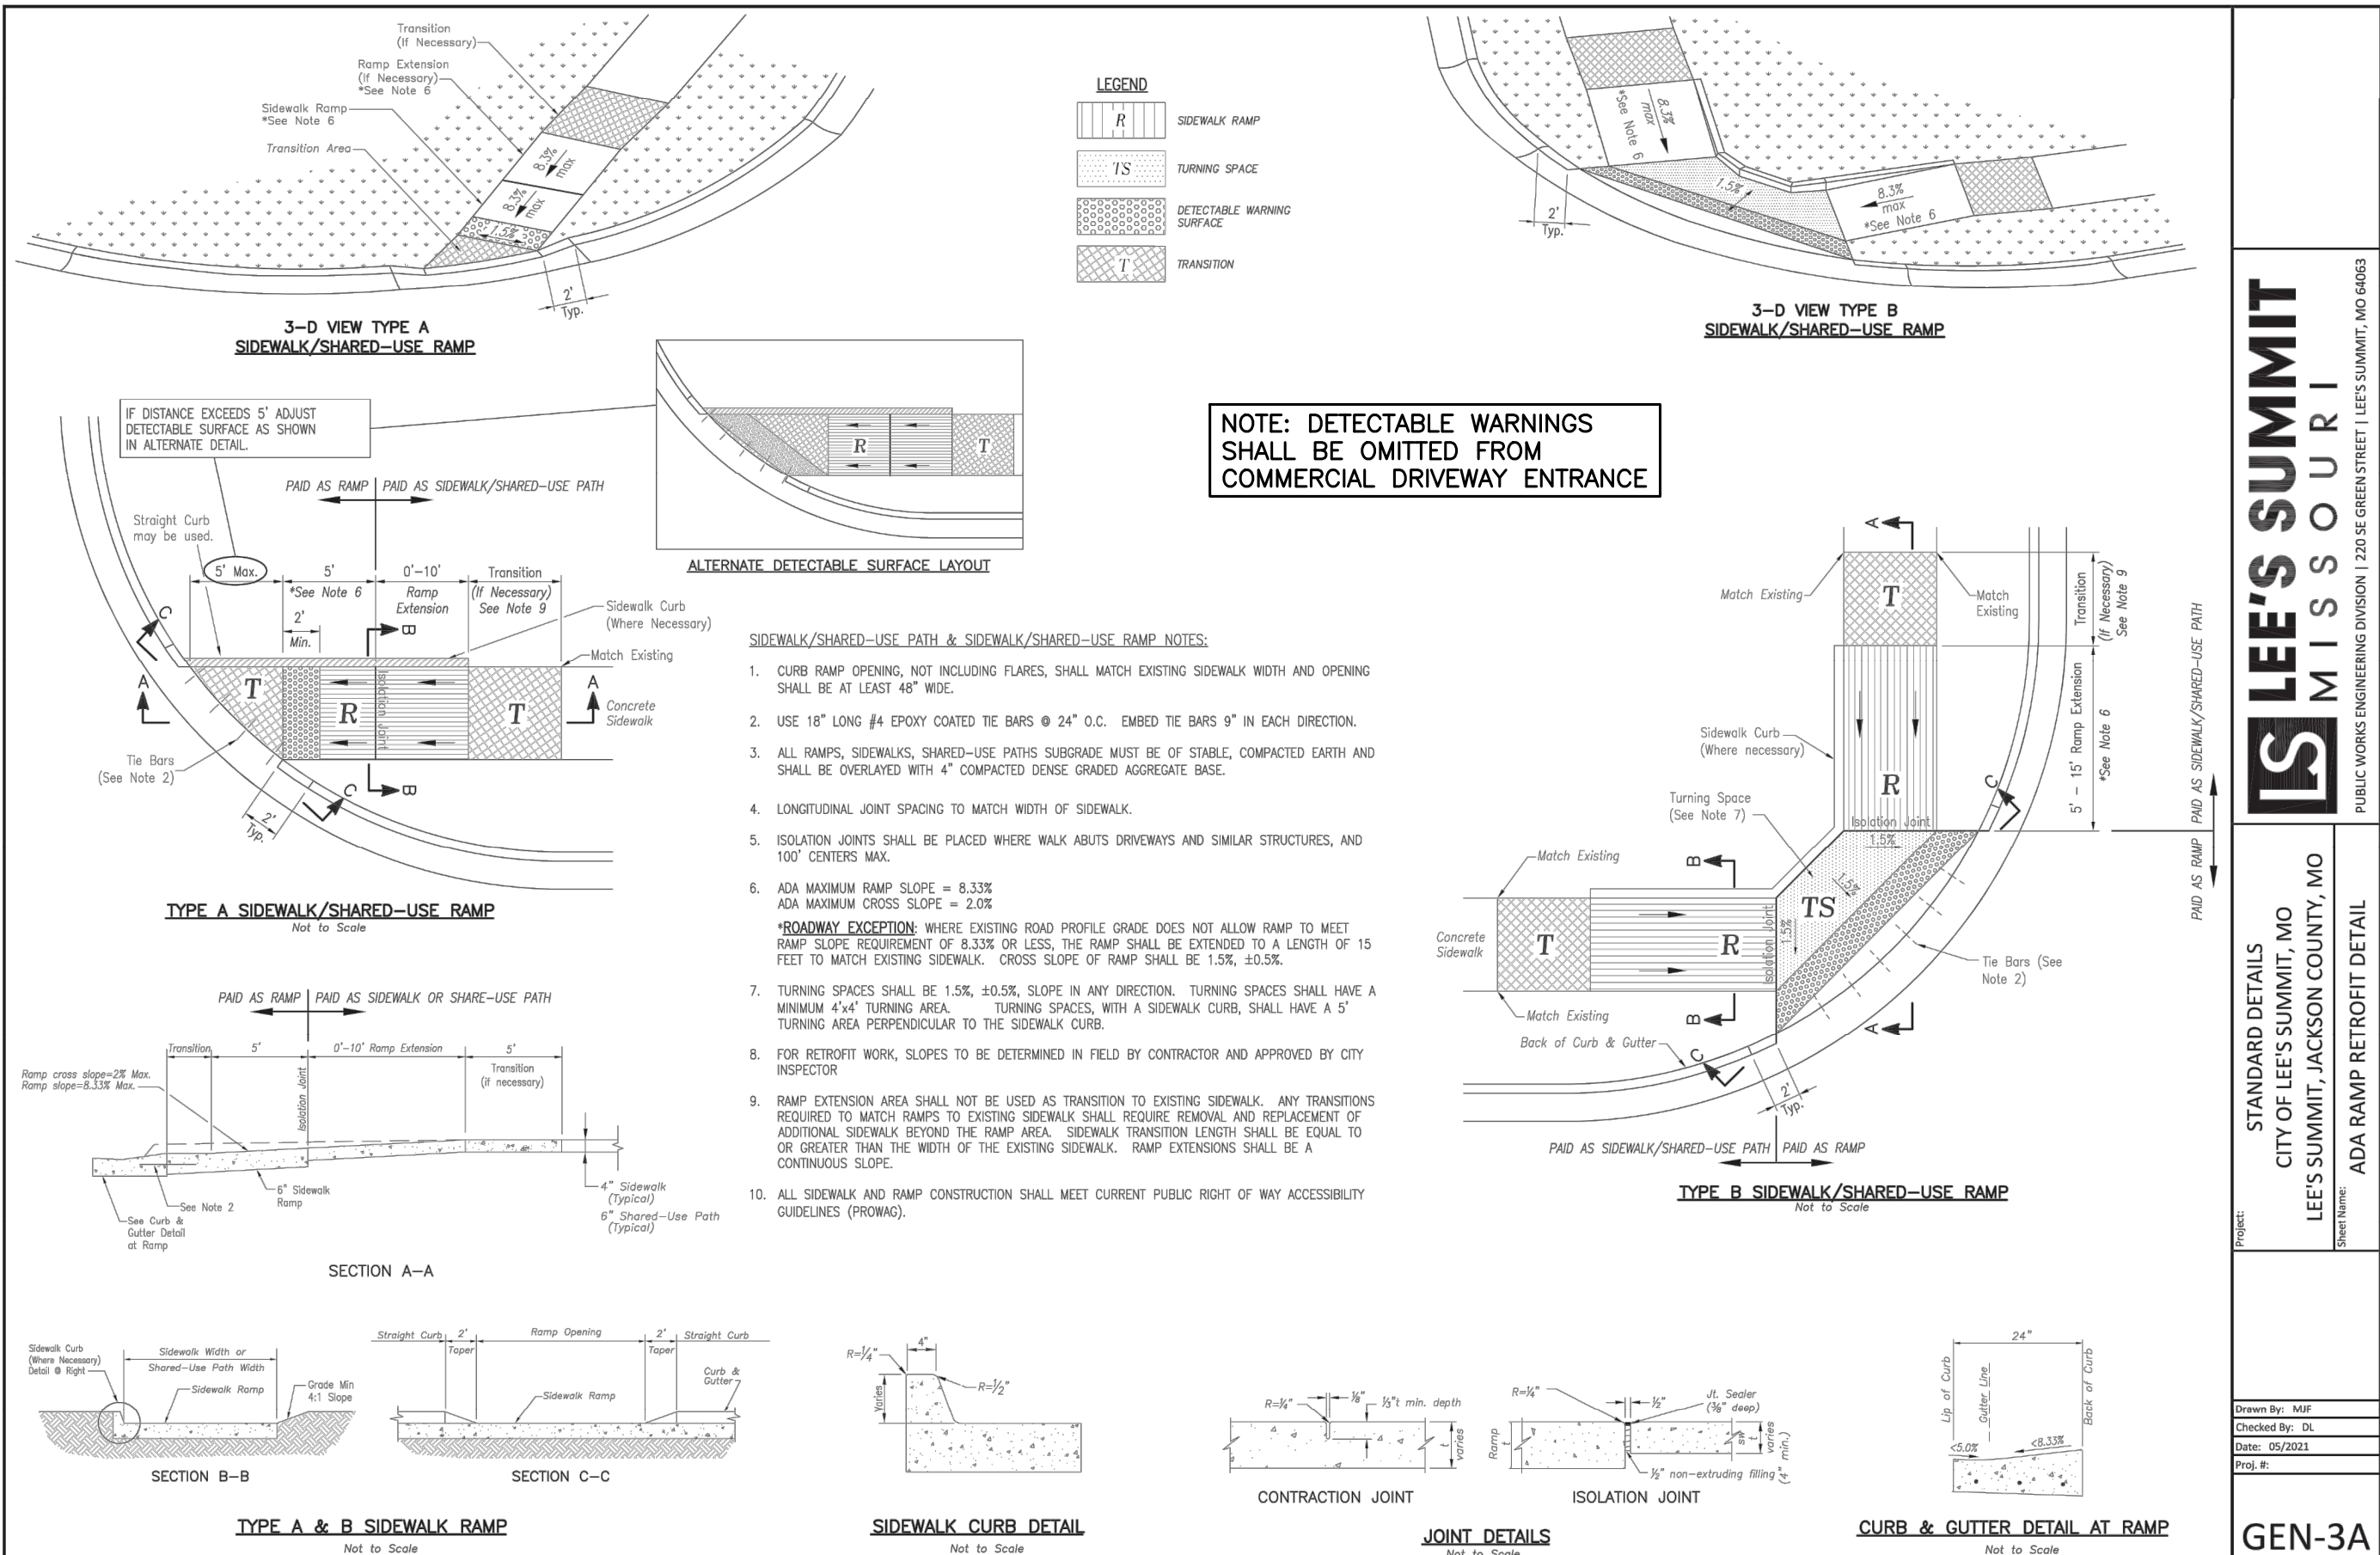 Transition
(If Necessary)
Ramp Extension
(If Necessary)
*See Note 6
Sidewalk Ramp
*See Note 6
Transition Area
8.3%
max
8.3%
max
1.5%
2'
Typ.
3-D VIEW TYPE A
SIDEWALK/SHARED-USE RAMP
LEGEND
R
SIDEWALK RAMP
TS
TURNING SPACE
DETECTABLE WARNING
SURFACE
T
TRANSITION
8.3%
max
*See Note 6
1.5%
8.3%
max
*See Note 6
2'
Typ.
3-D VIEW TYPE B
SIDEWALK/SHARED-USE RAMP
IF DISTANCE EXCEEDS 5' ADJUST
DETECTABLE SURFACE AS SHOWN
IN ALTERNATE DETAIL.
R
T
ALTERNATE DETECTABLE SURFACE LAYOUT
NOTE: DETECTABLE WARNINGS
SHALL BE OMITTED FROM
COMMERCIAL DRIVEWAY ENTRANCE
PAID AS RAMP
PAID AS SIDEWALK/SHARED-USE PATH
Straight Curb
may be used.
5' Max.
5'
*See Note 6
2'
Min.
0'-10'
Ramp
Extension
Transition
(If Necessary)
See Note 9
Sidewalk Curb
(Where Necessary)
Match Existing
Concrete
Sidewalk
A
A
B
B
C
C
T
R
T
Isolation Joint
Tie Bars
(See Note 2)
2'
Typ.
TYPE A SIDEWALK/SHARED-USE RAMP
Not to Scale
SIDEWALK/SHARED-USE PATH & SIDEWALK/SHARED-USE RAMP NOTES:
1. CURB RAMP OPENING, NOT INCLUDING FLARES, SHALL MATCH EXISTING SIDEWALK WIDTH AND OPENING
SHALL BE AT LEAST 48" WIDE.
2. USE 18" LONG #4 EPOXY COATED TIE BARS @ 24" O.C. EMBED TIE BARS 9" IN EACH DIRECTION.
3. ALL RAMPS, SIDEWALKS, SHARED-USE PATHS SUBGRADE MUST BE OF STABLE, COMPACTED EARTH AND
SHALL BE OVERLAYED WITH 4" COMPACTED DENSE GRADED AGGREGATE BASE.
4. LONGITUDINAL JOINT SPACING TO MATCH WIDTH OF SIDEWALK.
5. ISOLATION JOINTS SHALL BE PLACED WHERE WALK ABUTS DRIVEWAYS AND SIMILAR STRUCTURES, AND
100' CENTERS MAX.
6. ADA MAXIMUM RAMP SLOPE = 8.33%
ADA MAXIMUM CROSS SLOPE = 2.0%
*ROADWAY EXCEPTION: WHERE EXISTING ROAD PROFILE GRADE DOES NOT ALLOW RAMP TO MEET
RAMP SLOPE REQUIREMENT OF 8.33% OR LESS, THE RAMP SHALL BE EXTENDED TO A LENGTH OF 15
FEET TO MATCH EXISTING SIDEWALK. CROSS SLOPE OF RAMP SHALL BE 1.5%, ±0.5%.
7. TURNING SPACES SHALL BE 1.5%, ±0.5%, SLOPE IN ANY DIRECTION. TURNING SPACES SHALL HAVE A
MINIMUM 4'x4' TURNING AREA. TURNING SPACES, WITH A SIDEWALK CURB, SHALL HAVE A 5'
TURNING AREA PERPENDICULAR TO THE SIDEWALK CURB.
8. FOR RETROFIT WORK, SLOPES TO BE DETERMINED IN FIELD BY CONTRACTOR AND APPROVED BY CITY
INSPECTOR
9. RAMP EXTENSION AREA SHALL NOT BE USED AS TRANSITION TO EXISTING SIDEWALK. ANY TRANSITIONS
REQUIRED TO MATCH RAMPS TO EXISTING SIDEWALK SHALL REQUIRE REMOVAL AND REPLACEMENT OF
ADDITIONAL SIDEWALK BEYOND THE RAMP AREA. SIDEWALK TRANSITION LENGTH SHALL BE EQUAL TO
OR GREATER THAN THE WIDTH OF THE EXISTING SIDEWALK. RAMP EXTENSIONS SHALL BE A
CONTINUOUS SLOPE.
10. ALL SIDEWALK AND RAMP CONSTRUCTION SHALL MEET CURRENT PUBLIC RIGHT OF WAY ACCESSIBILITY
GUIDELINES (PROWAG).
A
Match Existing
T
Match
Existing
Transition
(If Necessary)
See Note 9
5' - 15' Ramp Extension
*See Note 6
PAID AS SIDEWALK/SHARED-USE PATH
PAID AS RAMP
Sidewalk Curb
(Where necessary)
R
C
Turning Space
(See Note 7)
Isolation Joint
1.5%
1.5%
1.5%
TS
Match Existing
B
Concrete
Sidewalk
T
R
Isolation Joint
Tie Bars (See
Note 2)
Match Existing
B
A
Back of Curb & Gutter
C
2'
Typ.
PAID AS SIDEWALK/SHARED-USE PATH
PAID AS RAMP
TYPE B SIDEWALK/SHARED-USE RAMP
Not to Scale
PAID AS RAMP
PAID AS SIDEWALK OR SHARE-USE PATH
Transition
5'
0'-10' Ramp Extension
5'
Transition
(if necessary)
Ramp cross slope=2% Max.
Ramp slope=8.33% Max.
Isolation Joint
See Note 2
6" Sidewalk
Ramp
See Curb &
Gutter Detail
at Ramp
4" Sidewalk
(Typical)
6" Shared-Use Path
(Typical)
SECTION A-A
Sidewalk Curb
(Where Necessary)
Detail @ Right
Sidewalk Width or
Shared-Use Path Width
Sidewalk Ramp
Grade Min
4:1 Slope
SECTION B-B
Straight Curb
2'
Taper
Ramp Opening
2'
Taper
Straight Curb
Sidewalk Ramp
Curb &
Gutter
SECTION C-C
TYPE A & B SIDEWALK RAMP
Not to Scale
4"
R=1/4"
R=1/2"
Varies
SIDEWALK CURB DETAIL
Not to Scale
R=1/4"
1/8"
1/3"t min. depth
t
varies
CONTRACTION JOINT
R=1/4"
1/2"
Jt. Sealer
(3/8" deep)
Ramp
t
sw
t
varies
(4" min.)
1/2" non-extruding filling
ISOLATION JOINT
JOINT DETAILS
Not to Scale
24"
Lip of Curb
Gutter Line
Back of Curb
<5.0%
<8.33%
CURB & GUTTER DETAIL AT RAMP
Not to Scale
LS
LEE'S SUMMIT
MISSOURI
PUBLIC WORKS ENGINEERING DIVISION | 220 SE GREEN STREET | LEE'S SUMMIT, MO 64063
Project:
STANDARD DETAILS
CITY OF LEE'S SUMMIT, MO
LEE'S SUMMIT, JACKSON COUNTY, MO
Sheet Name:
ADA RAMP RETROFIT DETAIL
Drawn By: MJF
Checked By: DL
Date: 05/2021
Proj. #:
GEN-3A